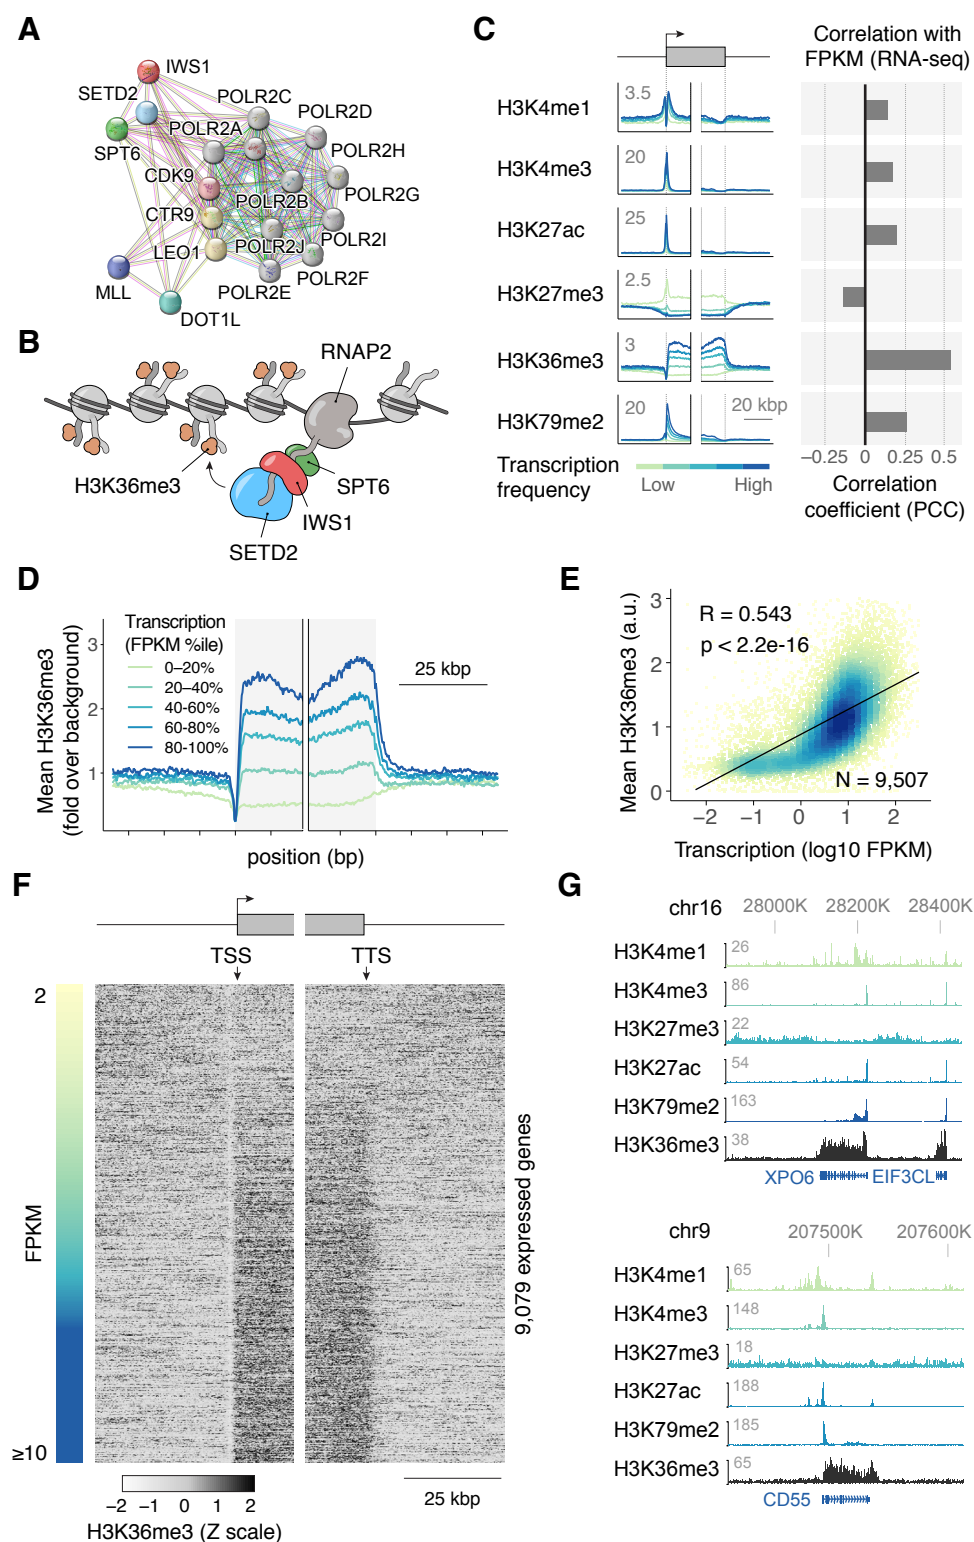 A
IWS1
SETD2
POLR2C
POLR2D
SPT6
POLR2A
POLR2H
CDK9
POLR2G
POLR2B
CTR9
POLR2I
LEO1
POLR2J
POLR2F
MLL
POLR2E
DOT1L
B
RNAP2
H3K36me3
SPT6
IWS1
SETD2
C
Correlation with
FPKM (RNA-seq)
H3K4me1
3.5
H3K4me3
20
H3K27ac
25
H3K27me3
2.5
H3K36me3
3
H3K79me2
20
20 kbp
Transcription
frequency
Low
High
−0.25
0
0.25
0.5
Correlation
coefficient (PCC)
D
Mean H3K36me3
(fold over background)
3
2
1
Transcription
(FPKM %ile)
0–20%
20–40%
40-60%
60-80%
80-100%
25 kbp
position (bp)
E
Mean H3K36me3 (a.u.)
3
2
1
0
R = 0.543
p < 2.2e-16
N = 9,507
−2
−1
0
1
2
Transcription (log10 FPKM)
F
TSS
TTS
2
FPKM
≥10
9,079 expressed genes
−2
−1
0
1
2
H3K36me3 (Z scale)
25 kbp
G
chr16
28000K
28200K
28400K
H3K4me1
26
H3K4me3
86
H3K27me3
22
H3K27ac
54
H3K79me2
163
H3K36me3
38
XPO6
EIF3CL
chr9
207500K
207600K
H3K4me1
65
H3K4me3
148
H3K27me3
18
H3K27ac
188
H3K79me2
185
H3K36me3
65
CD55